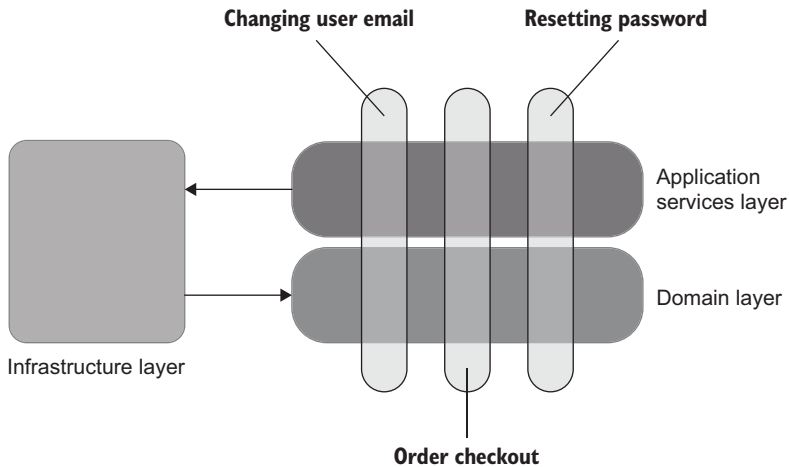 Changing user email
Resetting password
Application
services layer
Domain layer
Infrastructure layer
Order checkout